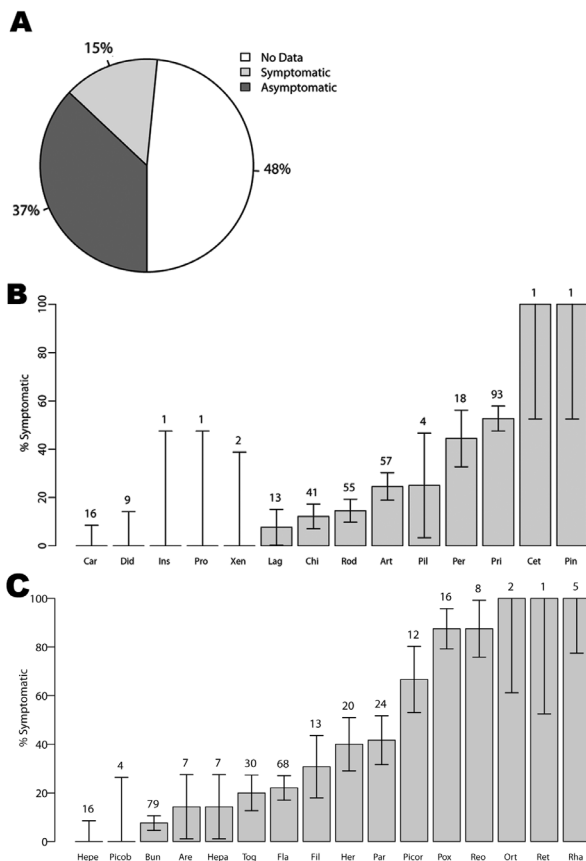 A
15%
No Data
Symptomatic
Asymptomatic
48%
37%
B
% Symptomatic
0 20 40 60 80 100
16 9 1 1 2 13 41 55 57 4 18 93 1 1
Car Did Ins Pro Xen Lag Chi Rod Art Pil Per Pri Cet Pin
C
% Symptomatic
0 20 40 60 80 100
16 4 79 7 7 30 68 13 20 24 12 16 8 2 1 5
Hepe Picob Bun Are Hepa Tog Fla Fil Her Par Picor Pox Reo Ort Ret Rha